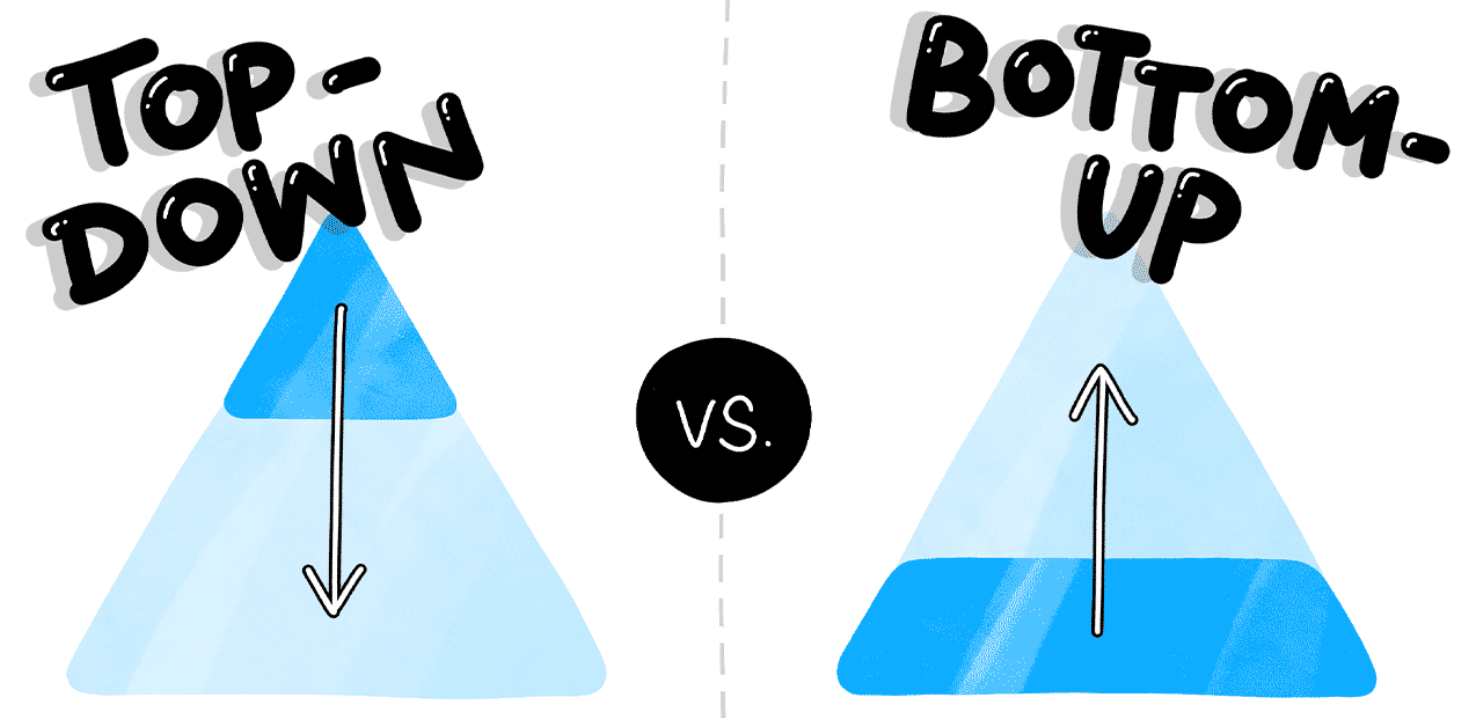 TOP-
DOWN
VS.
BOTTOM-
UP